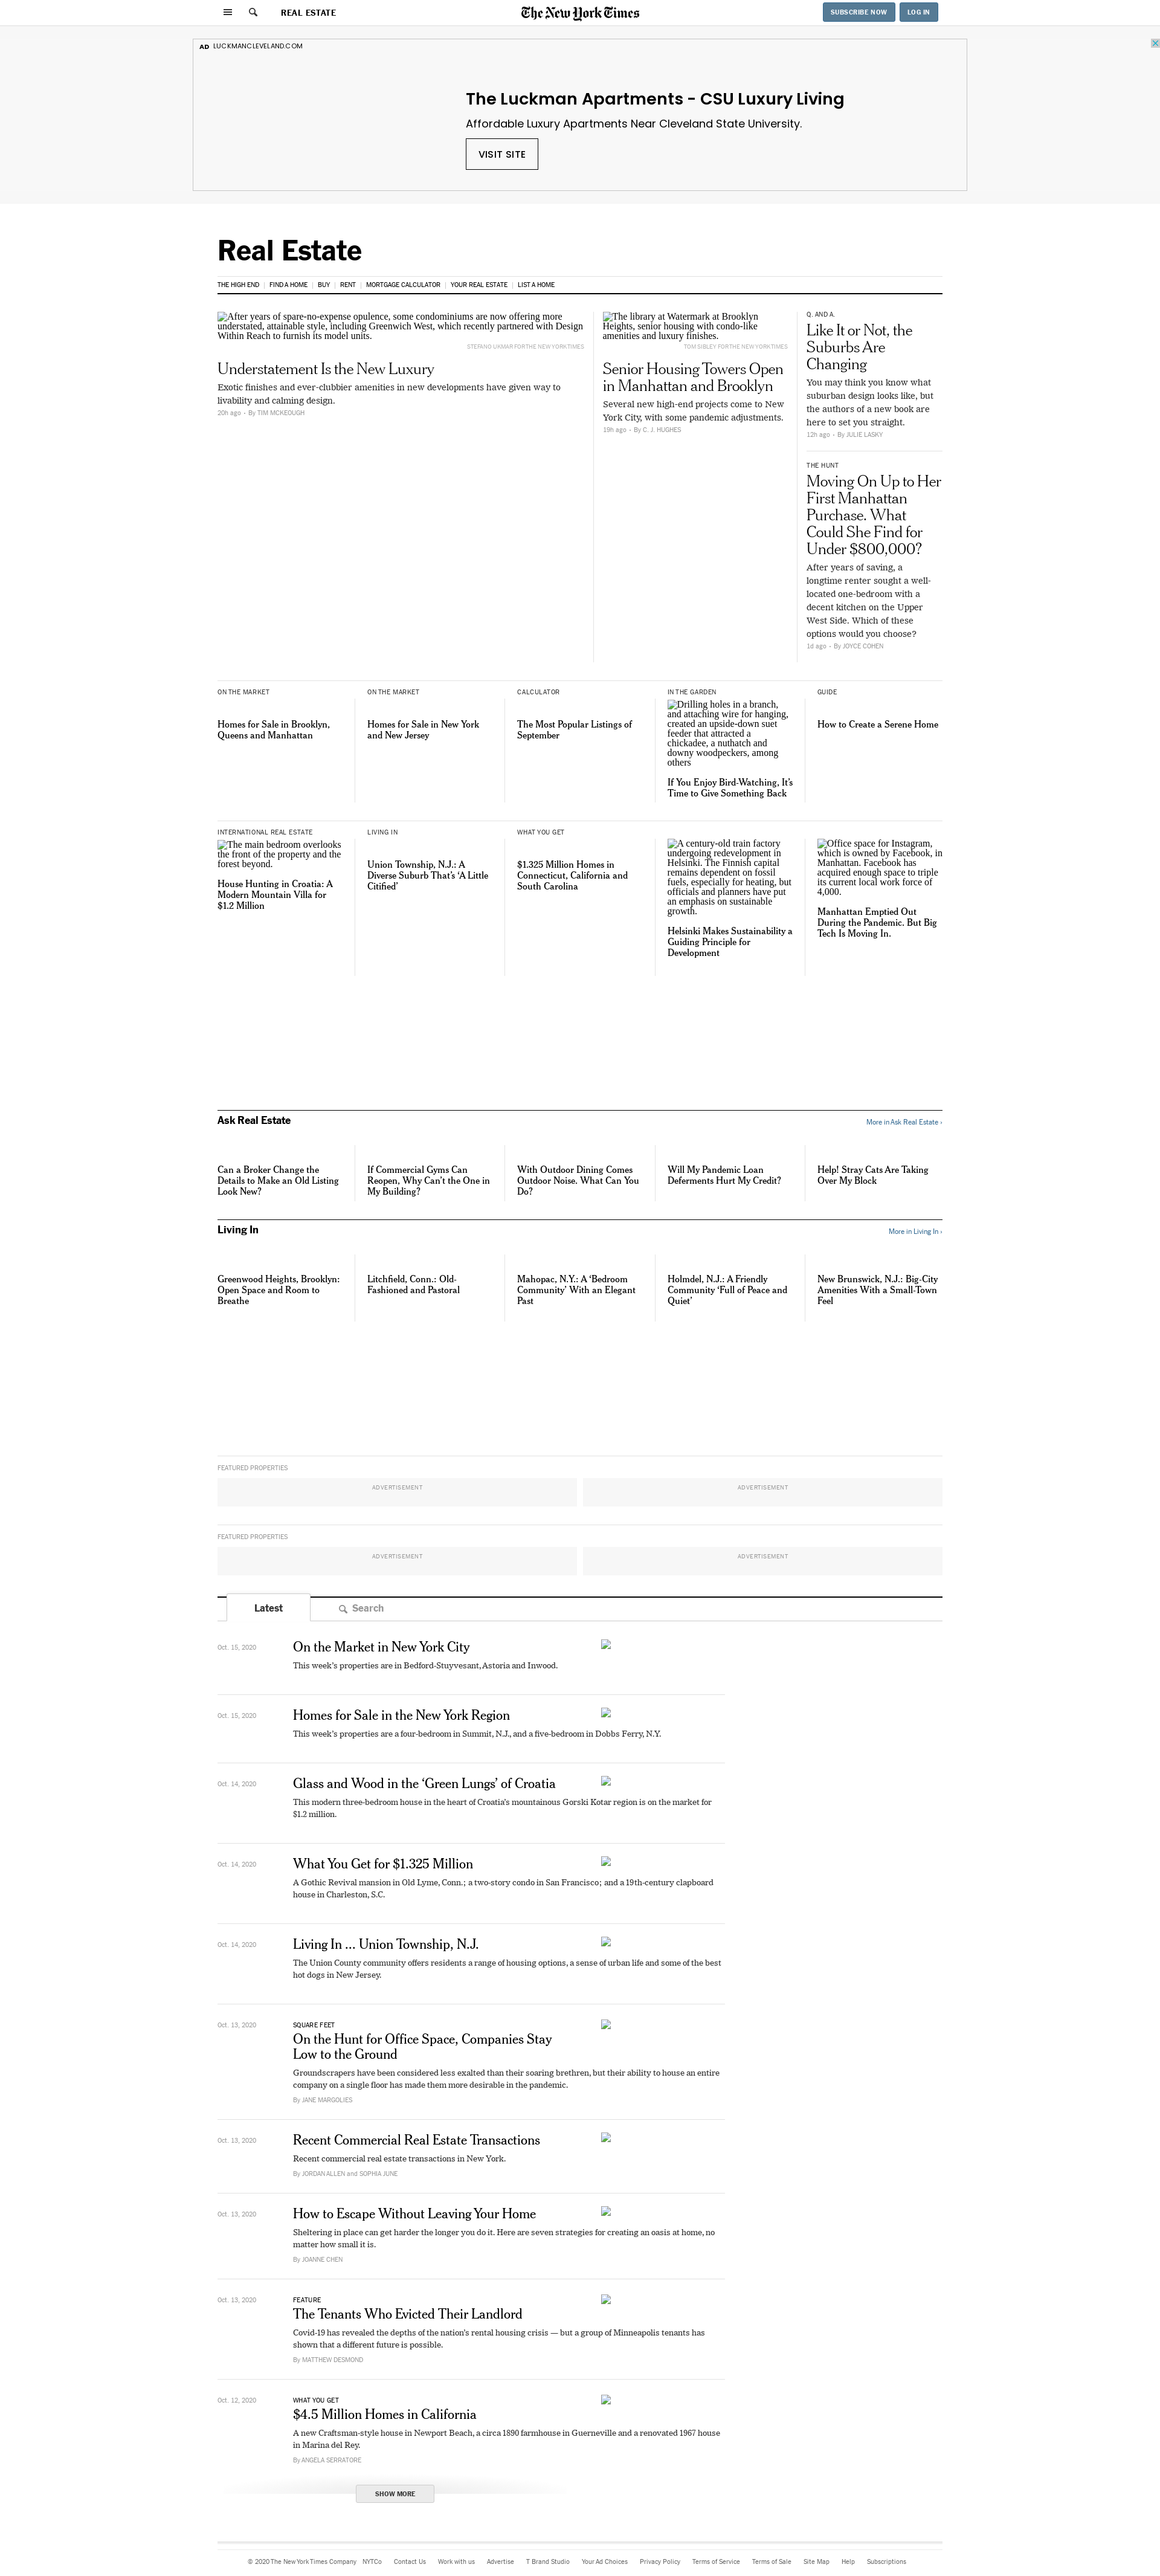 REAL ESTATE
The New York Times
SUBSCRIBE NOW
LOG IN
AD LUCKMANCLEVELAND.COM
The Luckman Apartments - CSU Luxury Living
Affordable Luxury Apartments Near Cleveland State University.
VISIT SITE
Real Estate
THE HIGH END | FIND A HOME | BUY | RENT | MORTGAGE CALCULATOR | YOUR REAL ESTATE | LIST A HOME
After years of spare-no-expense opulence, some condominiums are now offering more
understated, attainable style, including Greenwich West, which recently partnered with Design
Within Reach to furnish its model units.
STEFANO UKMAR FOR THE NEW YORK TIMES
Understatement Is the New Luxury
Exotic finishes and ever-clubbier amenities in new developments have given way to
livability and calming design.
20h ago • By TIM MCKEOUGH
The library at Watermark at Brooklyn
Heights, senior housing with condo-like
amenities and luxury finishes.
TOM SIBLEY FOR THE NEW YORK TIMES
Senior Housing Towers Open
in Manhattan and Brooklyn
Several new high-end projects come to New
York City, with some pandemic adjustments.
19h ago • By C. J. HUGHES
Q. AND A.
Like It or Not, the
Suburbs Are
Changing
You may think you know what
suburban design looks like, but
the authors of a new book are
here to set you straight.
12h ago • By JULIE LASKY
THE HUNT
Moving On Up to Her
First Manhattan
Purchase. What
Could She Find for
Under $800,000?
After years of saving, a
longtime renter sought a well-
located one-bedroom with a
decent kitchen on the Upper
West Side. Which of these
options would you choose?
1d ago • By JOYCE COHEN
ON THE MARKET
Homes for Sale in Brooklyn,
Queens and Manhattan
ON THE MARKET
Homes for Sale in New York
and New Jersey
CALCULATOR
The Most Popular Listings of
September
IN THE GARDEN
Drilling holes in a branch,
and attaching wire for hanging,
created an upside-down suet
feeder that attracted a
chickadee, a nuthatch and
downy woodpeckers, among
others
If You Enjoy Bird-Watching, It's
Time to Give Something Back
GUIDE
How to Create a Serene Home
INTERNATIONAL REAL ESTATE
The main bedroom overlooks
the front of the property and the
forest beyond.
House Hunting in Croatia: A
Modern Mountain Villa for
$1.2 Million
LIVING IN
Union Township, N.J.: A
Diverse Suburb That's ‘A Little
Citified’
WHAT YOU GET
$1.325 Million Homes in
Connecticut, California and
South Carolina
A century-old train factory
undergoing redevelopment in
Helsinki. The Finnish capital
remains dependent on fossil
fuels, especially for heating, but
officials and planners have put
an emphasis on sustainable
growth.
Helsinki Makes Sustainability a
Guiding Principle for
Development
Office space for Instagram,
which is owned by Facebook, in
Manhattan. Facebook has
acquired enough space to triple
its current local work force of
4,000.
Manhattan Emptied Out
During the Pandemic. But Big
Tech Is Moving In.
Ask Real Estate
More in Ask Real Estate ›
Can a Broker Change the
Details to Make an Old Listing
Look New?
If Commercial Gyms Can
Reopen, Why Can't the One in
My Building?
With Outdoor Dining Comes
Outdoor Noise. What Can You
Do?
Will My Pandemic Loan
Deferments Hurt My Credit?
Help! Stray Cats Are Taking
Over My Block
Living In
More in Living In ›
Greenwood Heights, Brooklyn:
Open Space and Room to
Breathe
Litchfield, Conn.: Old-
Fashioned and Pastoral
Mahopac, N.Y.: A ‘Bedroom
Community’ With an Elegant
Past
Holmdel, N.J.: A Friendly
Community ‘Full of Peace and
Quiet’
New Brunswick, N.J.: Big-City
Amenities With a Small-Town
Feel
FEATURED PROPERTIES
ADVERTISEMENT
ADVERTISEMENT
FEATURED PROPERTIES
ADVERTISEMENT
ADVERTISEMENT
Latest
Search
Oct. 15, 2020
On the Market in New York City
This week's properties are in Bedford-Stuyvesant, Astoria and Inwood.
Oct. 15, 2020
Homes for Sale in the New York Region
This week's properties are a four-bedroom in Summit, N.J., and a five-bedroom in Dobbs Ferry, N.Y.
Oct. 14, 2020
Glass and Wood in the ‘Green Lungs’ of Croatia
This modern three-bedroom house in the heart of Croatia's mountainous Gorski Kotar region is on the market for
$1.2 million.
Oct. 14, 2020
What You Get for $1.325 Million
A Gothic Revival mansion in Old Lyme, Conn.; a two-story condo in San Francisco; and a 19th-century clapboard
house in Charleston, S.C.
Oct. 14, 2020
Living In ... Union Township, N.J.
The Union County community offers residents a range of housing options, a sense of urban life and some of the best
hot dogs in New Jersey.
Oct. 13, 2020
SQUARE FEET
On the Hunt for Office Space, Companies Stay
Low to the Ground
Groundscrapers have been considered less exalted than their soaring brethren, but their ability to house an entire
company on a single floor has made them more desirable in the pandemic.
By JANE MARGOLIES
Oct. 13, 2020
Recent Commercial Real Estate Transactions
Recent commercial real estate transactions in New York.
By JORDAN ALLEN and SOPHIA JUNE
Oct. 13, 2020
How to Escape Without Leaving Your Home
Sheltering in place can get harder the longer you do it. Here are seven strategies for creating an oasis at home, no
matter how small it is.
By JOANNE CHEN
Oct. 13, 2020
FEATURE
The Tenants Who Evicted Their Landlord
Covid-19 has revealed the depths of the nation's rental housing crisis — but a group of Minneapolis tenants has
shown that a different future is possible.
By MATTHEW DESMOND
Oct. 12, 2020
WHAT YOU GET
$4.5 Million Homes in California
A new Craftsman-style house in Newport Beach, a circa 1890 farmhouse in Guerneville and a renovated 1967 house
in Marina del Rey.
By ANGELA SERRATORE
SHOW MORE
© 2020 The New York Times Company NYTCo Contact Us Work with us Advertise T Brand Studio Your Ad Choices Privacy Policy Terms of Service Terms of Sale Site Map Help Subscriptions